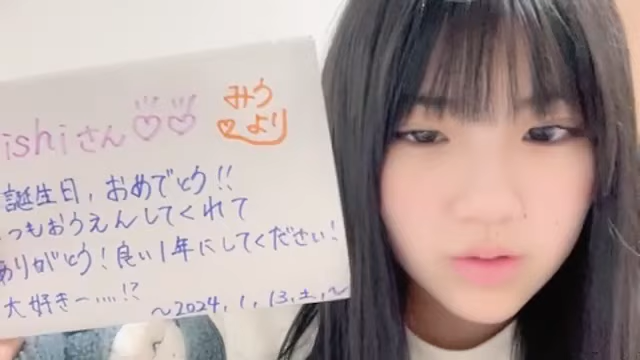 ishiさん♡♡
みう
♡より
誕生日,おめでとう!!
つもおうえんしてくれて
ありがとう!良い1年にしてください!
大好きー....!?
～2024,1,13,土,～